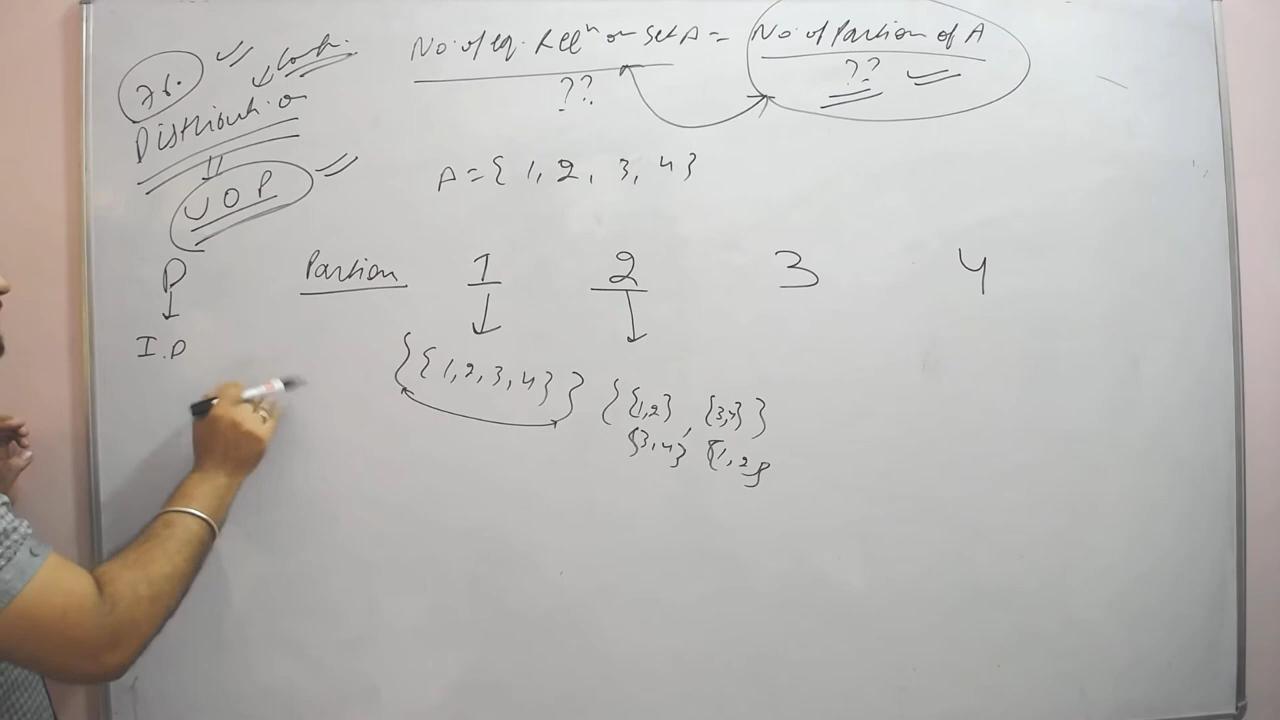 No. of eq. Relⁿ on set A = No. of Partion of A
?? ??
76.
Distribution
UOP
A = { 1, 2, 3, 4 }
Partion 1 2 3 4
D
I.D
{ { 1, 2, 3, 4 } } { {1,2} , {3,4} }
{3,4} {1,2}